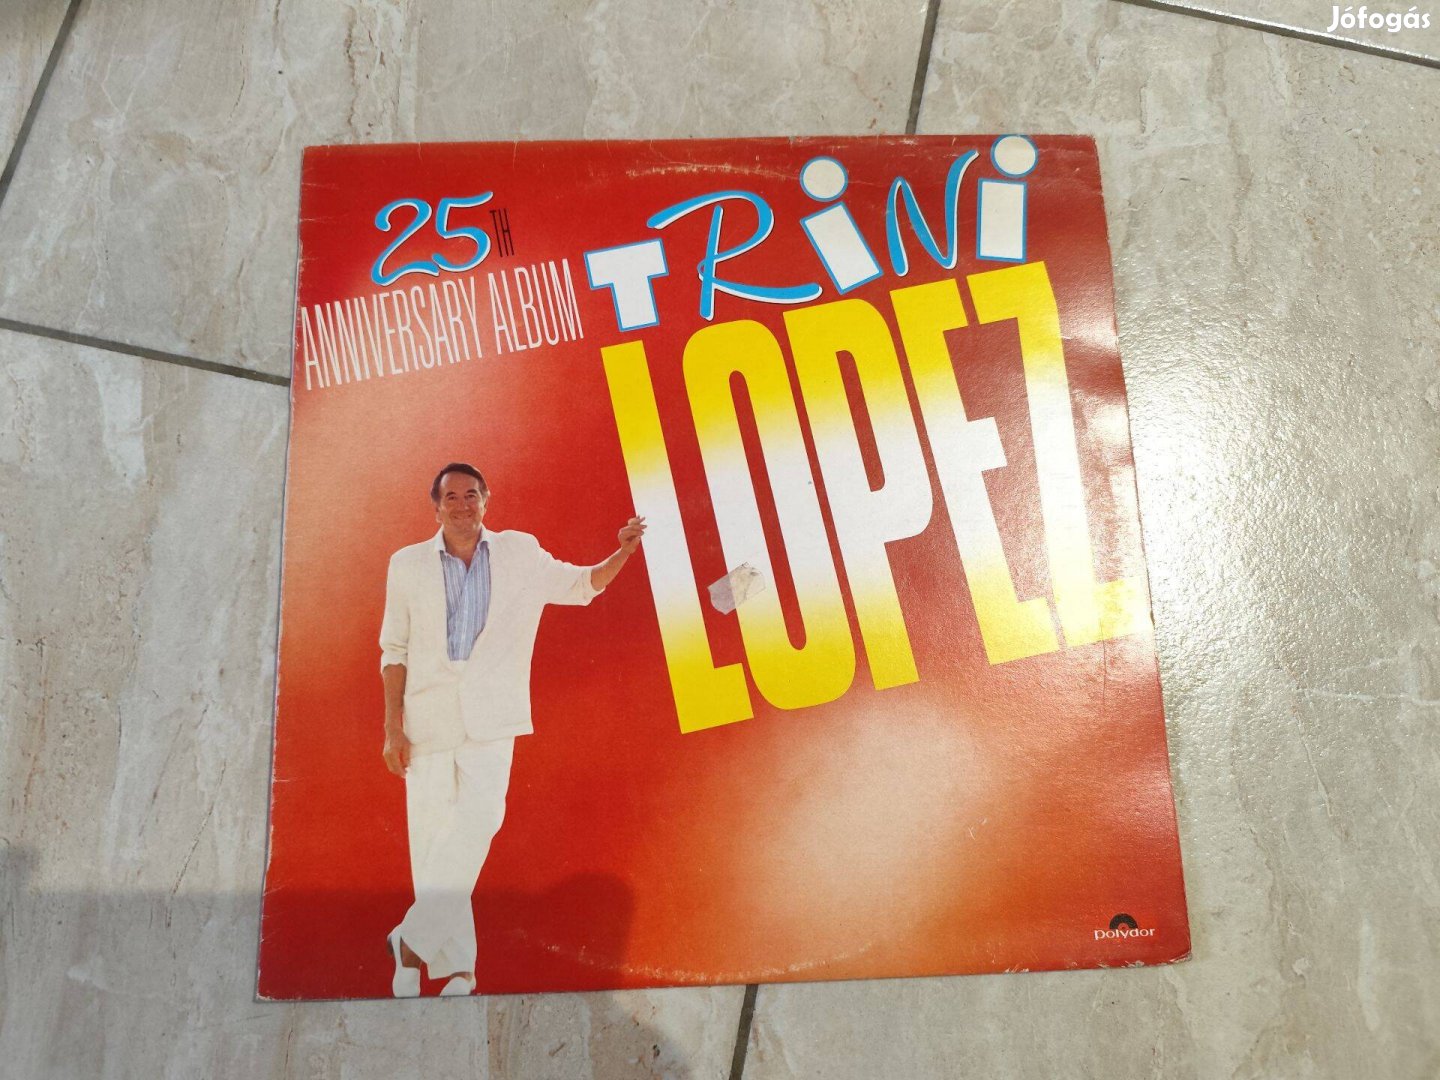 Jófogás
25TH
ANNIVERSARY ALBUM
TRiNi
LOPEZ
polydor